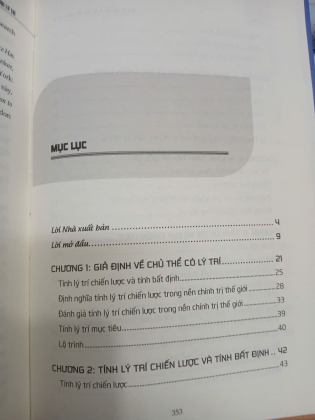 MỤC LỤC
Lời Nhà xuất bản ........ 4
Lời mở đầu ........ 9
CHƯƠNG 1: GIẢ ĐỊNH VỀ CHỦ THỂ CÓ LÝ TRÍ ........ 21
Tính lý trí chiến lược và tính bất định ........ 25
Định nghĩa tính lý trí chiến lược trong nền chính trị thế giới ........ 28
Đánh giá tính lý trí chiến lược trong nền chính trị thế giới ........ 33
Tính lý trí mục tiêu ........ 39
Lộ trình ........ 40
CHƯƠNG 2: TÍNH LÝ TRÍ CHIẾN LƯỢC VÀ TÍNH BẤT ĐỊNH .. 42
Tính lý trí chiến lược ........ 43
353